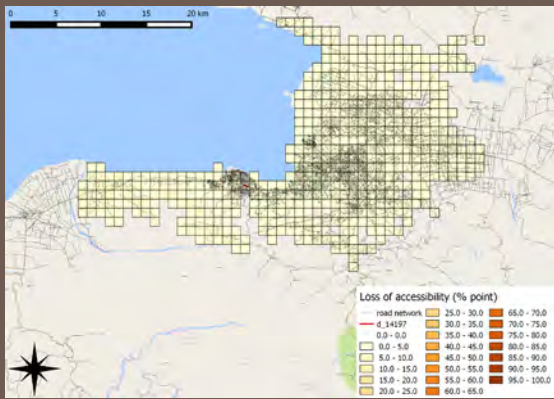 0 5 10 15 20 km
Loss of accessibility (% point)
road network
d_14197
0.0 - 0.0
0.0 - 5.0
5.0 - 10.0
10.0 - 15.0
15.0 - 20.0
20.0 - 25.0
25.0 - 30.0
30.0 - 35.0
35.0 - 40.0
40.0 - 45.0
45.0 - 50.0
50.0 - 55.0
55.0 - 60.0
60.0 - 65.0
65.0 - 70.0
70.0 - 75.0
75.0 - 80.0
80.0 - 85.0
85.0 - 90.0
90.0 - 95.0
95.0 - 100.0